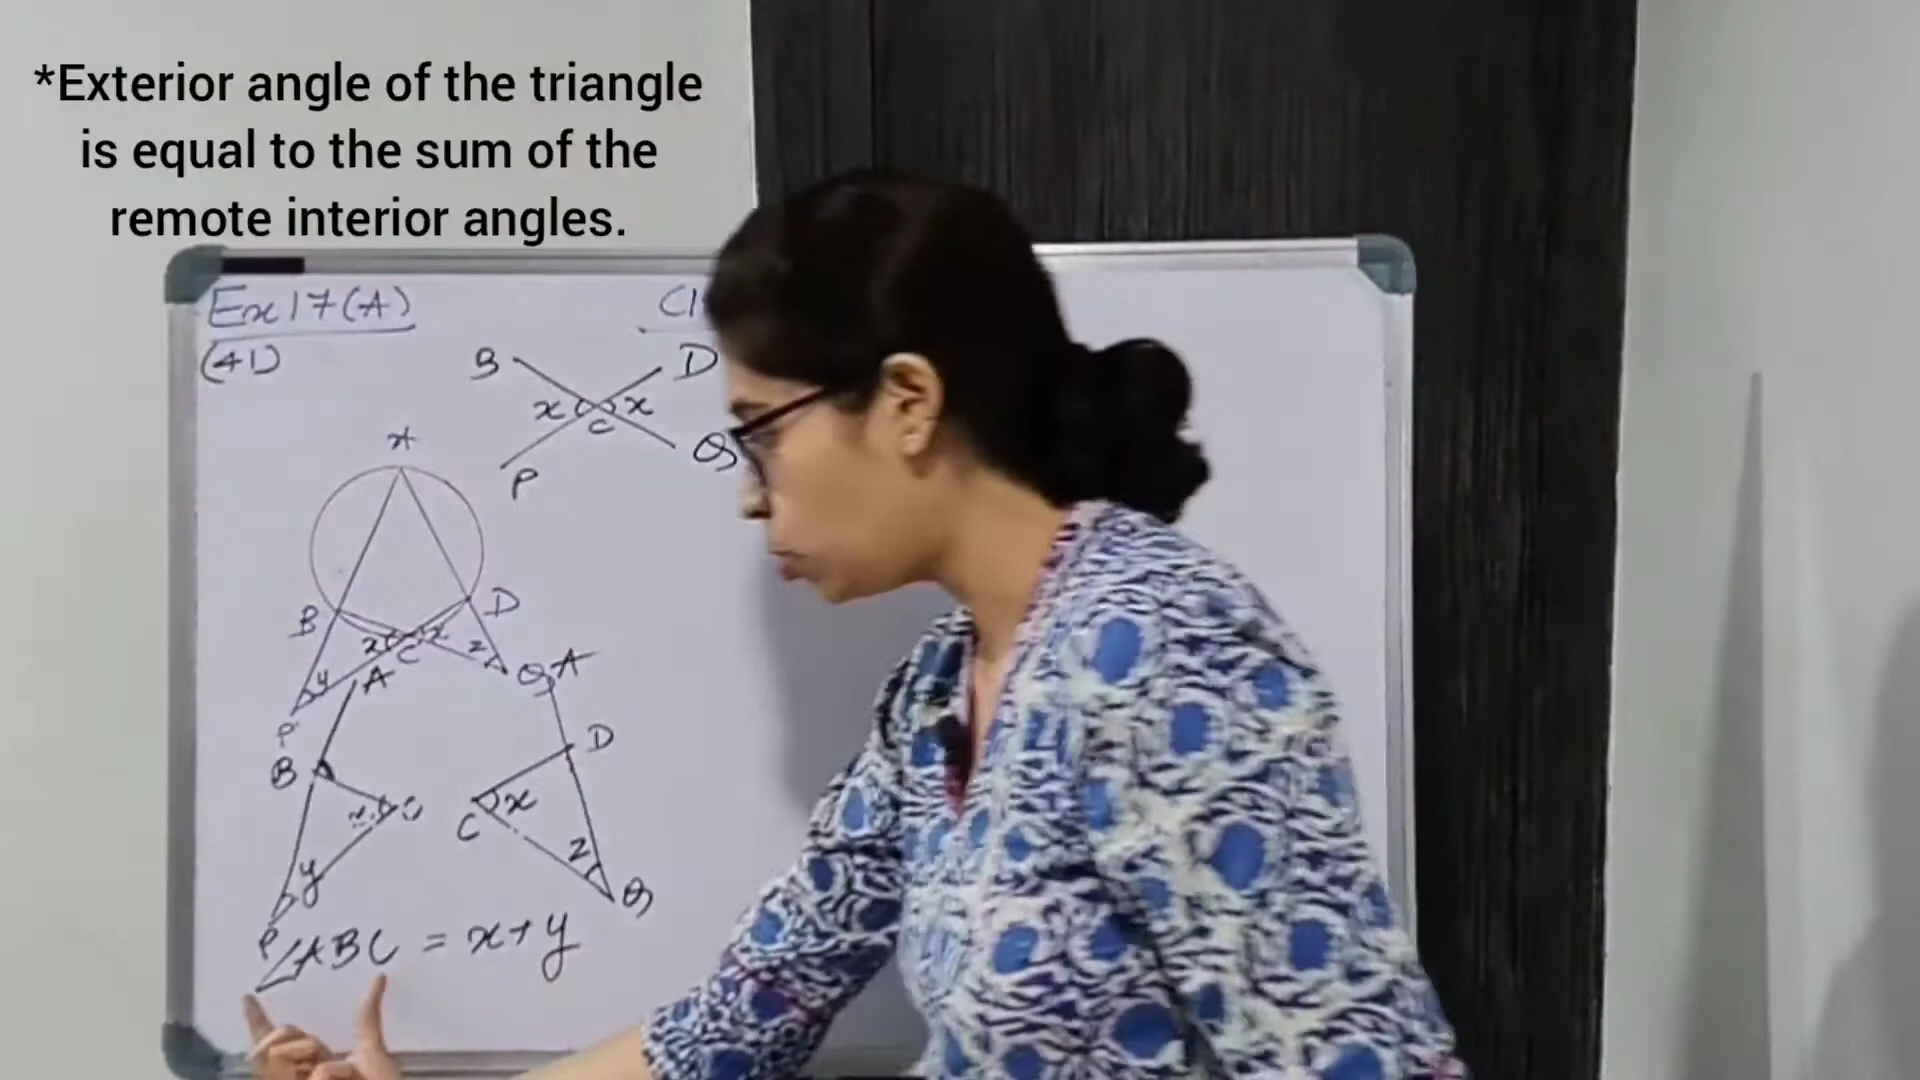 *Exterior angle of the triangle
is equal to the sum of the
remote interior angles.
Ex 17(A)
(41)
B
D
x
x
C
P
Q
A
B
D
x
x
C
z
y
P
Q
A
A
B
D
x
C
C
x
y
z
P
Q
∠ABC = x+y